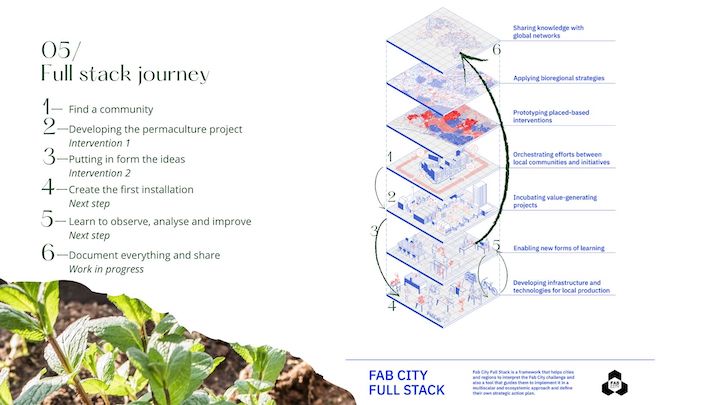 05/
Full stack journey
1— Find a community
2—Developing the permaculture project
Intervention 1
3—Putting in form the ideas
Intervention 2
4—Create the first installation
Next step
5—Learn to observe, analyse and improve
Next step
6—Document everything and share
Work in progress
Sharing knowledge with
global networks
6
Applying bioregional strategies
Prototyping placed-based
interventions
1
Orchestrating efforts between
local communities and initiatives
2
Incubating value-generating
projects
3
5
Enabling new forms of learning
4
Developing infrastructure and
technologies for local production
FAB CITY
FULL STACK
Fab City Full Stack is a framework that helps cities
and regions to interpret the Fab City challenge and
also a tool that guides them to implement it in a
multiscalar and ecosystemic approach and define
their own strategic action plan.
FAB